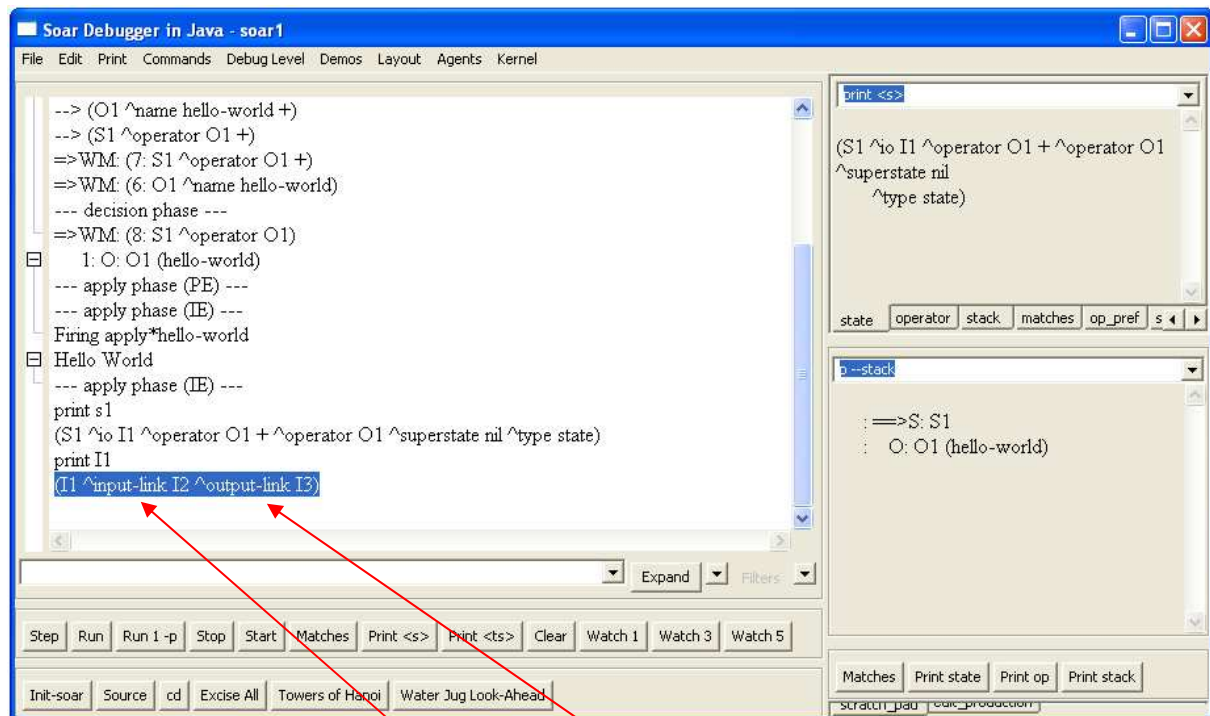 Soar Debugger in Java - soar1
File Edit Print Commands Debug Level Demos Layout Agents Kernel
--> (O1 ^name hello-world +)
--> (S1 ^operator O1 +)
=>WM: (7: S1 ^operator O1 +)
=>WM: (6: O1 ^name hello-world)
--- decision phase ---
=>WM: (8: S1 ^operator O1)
1: O: O1 (hello-world)
--- apply phase (PE) ---
--- apply phase (IE) ---
Firing apply*hello-world
Hello World
--- apply phase (IE) ---
print s1
(S1 ^io I1 ^operator O1 + ^operator O1 ^superstate nil ^type state)
print I1
(I1 ^input-link I2 ^output-link I3)
Expand Filters
Step Run Run 1 -p Stop Start Matches Print <s> Print <ts> Clear Watch 1 Watch 3 Watch 5
Init-soar Source cd Excise All Towers of Hanoi Water Jug Look-Ahead
print <s>
(S1 ^io I1 ^operator O1 + ^operator O1
^superstate nil
^type state)
state operator stack matches op_pref s
p --stack
: ==>S: S1
: O: O1 (hello-world)
Matches Print state Print op Print stack
scratch_pad edit_production